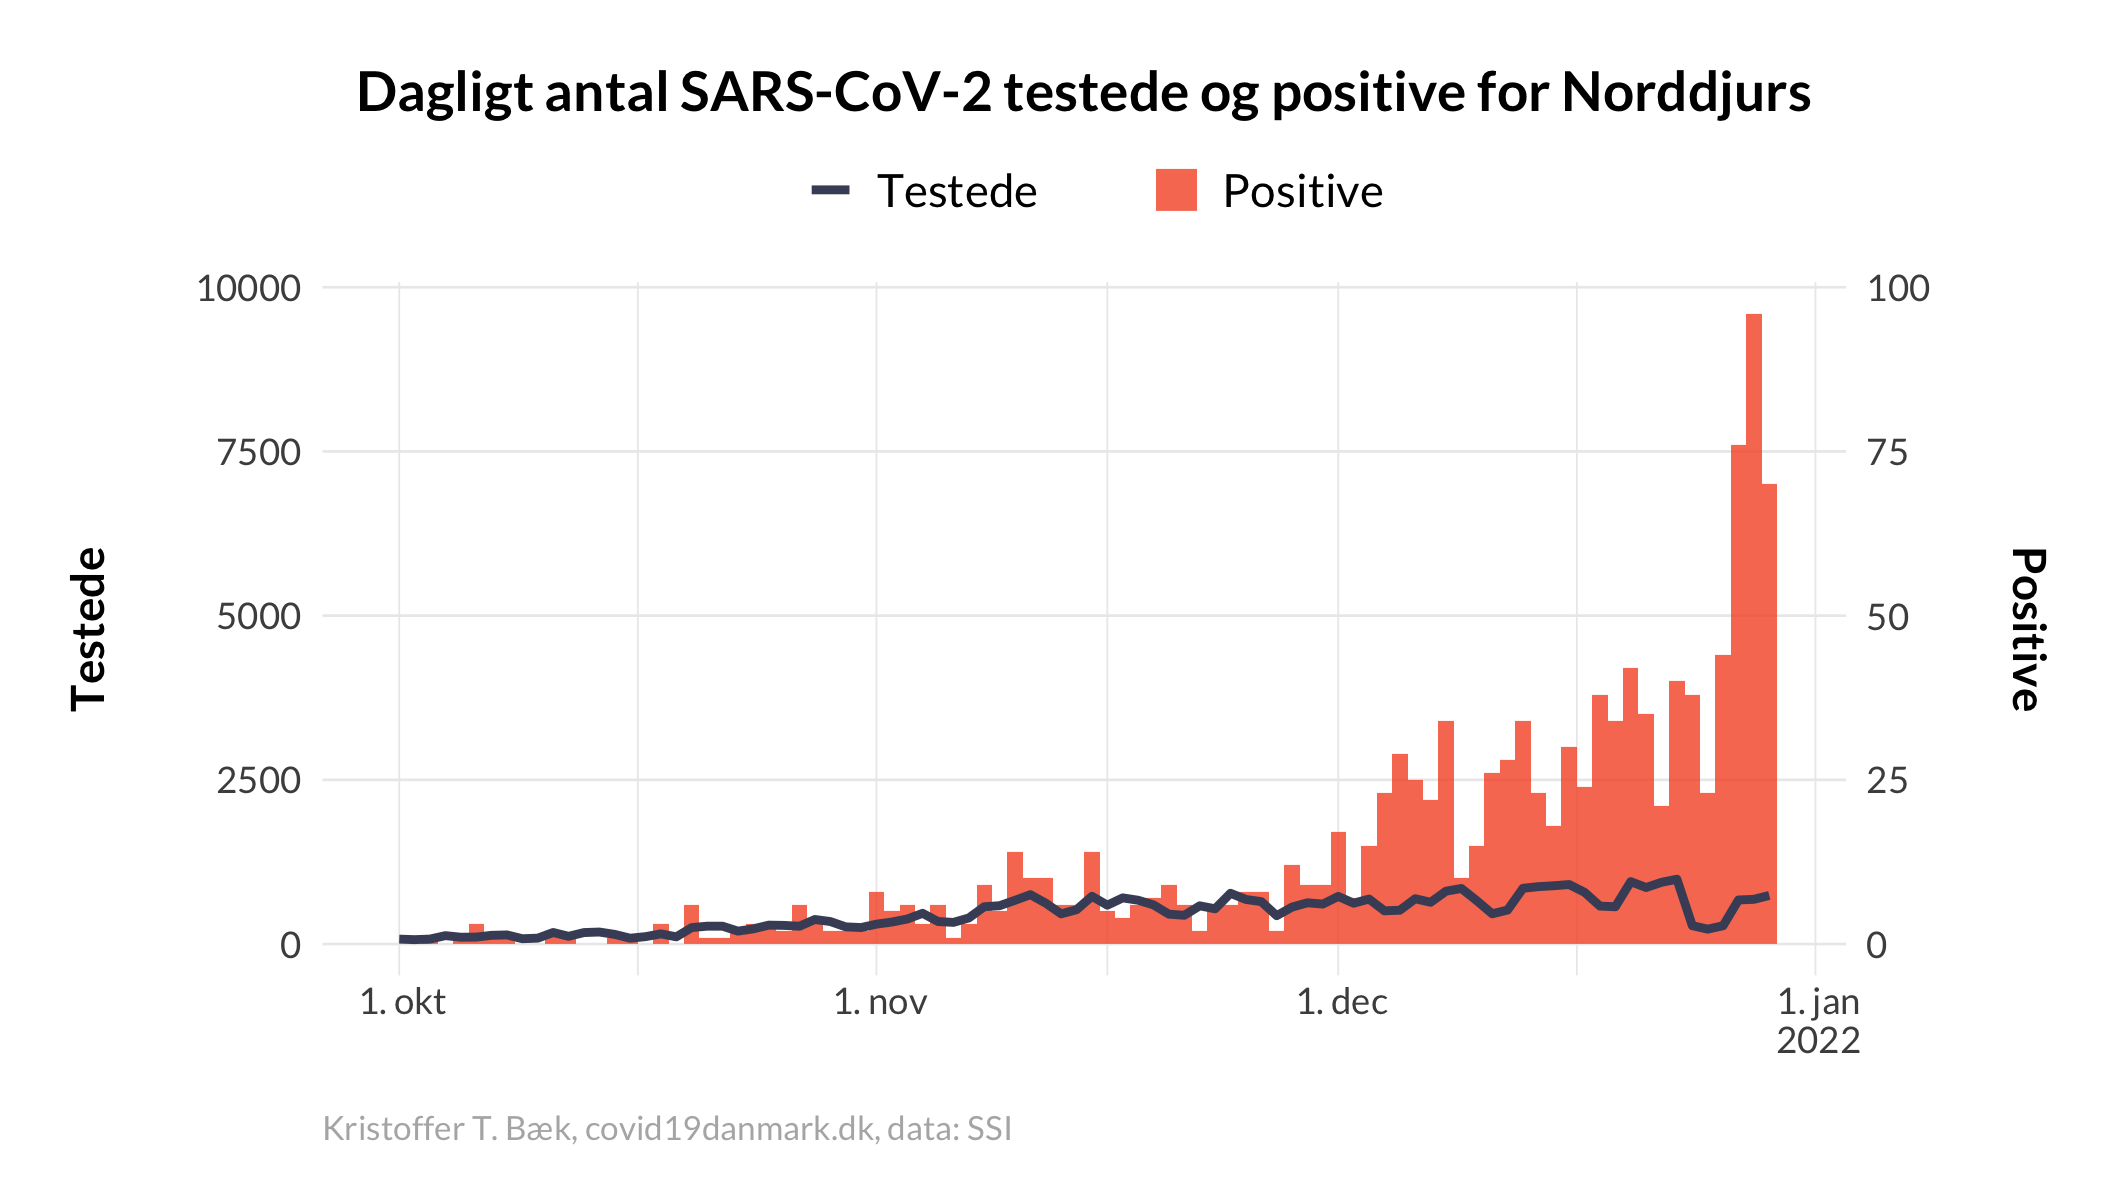 Dagligt antal SARS-CoV-2 testede og positive for Norddjurs
Testede
Positive
10000
7500
5000
2500
0
100
75
50
25
0
Testede
Positive
1. okt
1. nov
1. dec
1. jan
2022
Kristoffer T. Bæk, covid19danmark.dk, data: SSI